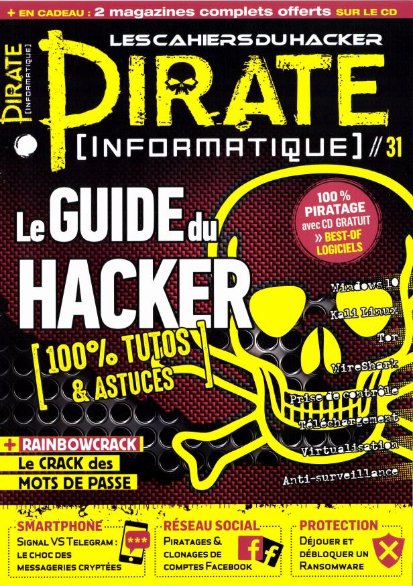 + EN CADEAU : 2 magazines complets offerts SUR LE CD
LES CAHIERS DU HACKER
PIRATE
[INFORMATIQUE]
PIRATE
[INFORMATIQUE] // 31
100 %
PIRATAGE
avec CD GRATUIT
» BEST-OF
LOGICIELS
Le GUIDE du
HACKER
[100% TUTOS
& ASTUCES]
Windows 10
Kali Linux
Tor
WireShark
Prise de contrôle
Téléchargement
Virtualisation
Anti-surveillance
+ RAINBOWCRACK
Le CRACK des
MOTS DE PASSE
SMARTPHONE
SIGNAL VS TELEGRAM :
LE CHOC DES
MESSAGERIES CRYPTÉES
***
RÉSEAU SOCIAL
PIRATAGES &
CLONAGES DE
COMPTES FACEBOOK
f f
PROTECTION
DÉJOUER ET
DÉBLOQUER UN
RANSOMWARE